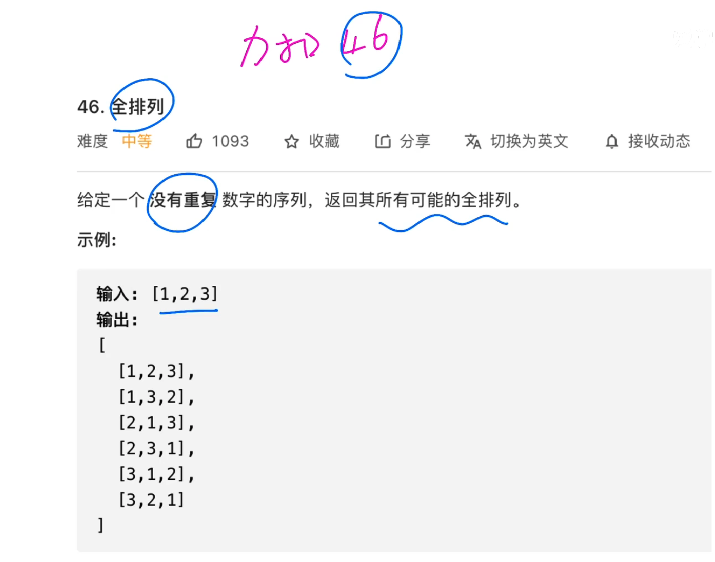 力扣 46
46. 全排列
难度 中等 1093 收藏 分享 切换为英文 接收动态
给定一个 没有重复 数字的序列，返回其所有可能的全排列。
示例:
输入: [1,2,3]
输出:
[
[1,2,3],
[1,3,2],
[2,1,3],
[2,3,1],
[3,1,2],
[3,2,1]
]